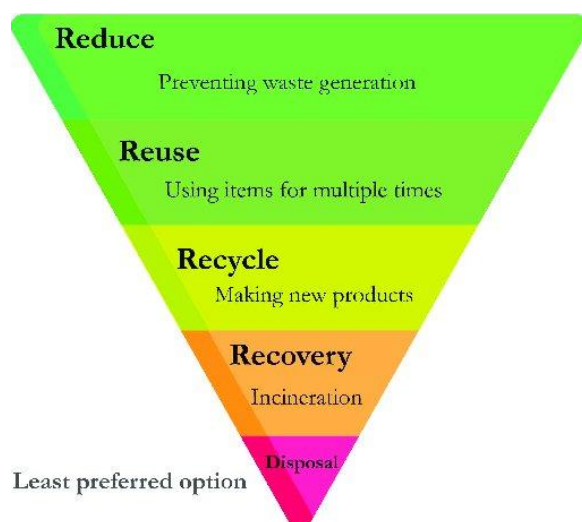 Reduce
Preventing waste generation
Reuse
Using items for multiple times
Recycle
Making new products
Recovery
Incineration
Disposal
Least preferred option